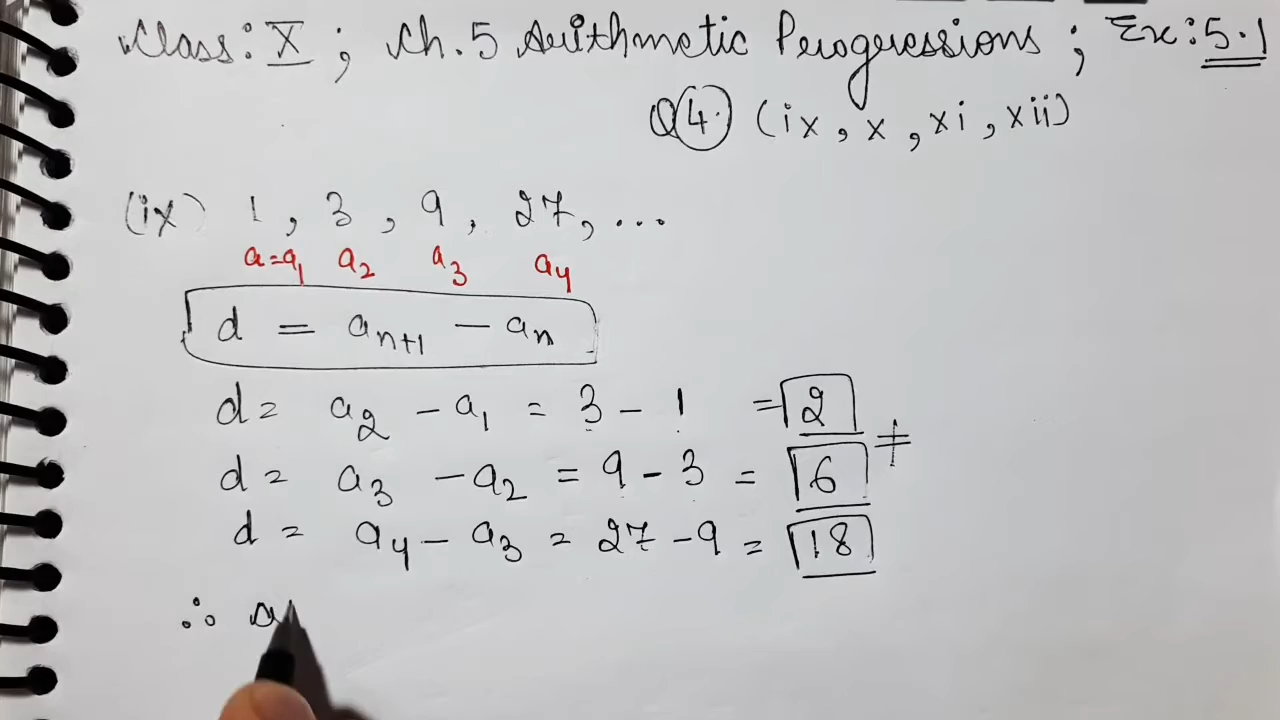 Class: X ; Ch. 5 Arithmetic Progressions ; Ex: 5.1
Q4. (ix, x, xi, xii)
(ix) 1, 3, 9, 27, ...
a=a₁ a₂ a₃ a₄
d = aₙ₊₁ - aₙ
d = a₂ - a₁ = 3 - 1 = 2
d = a₃ - a₂ = 9 - 3 = 6 ≠
d = a₄ - a₃ = 27 - 9 = 18
∴